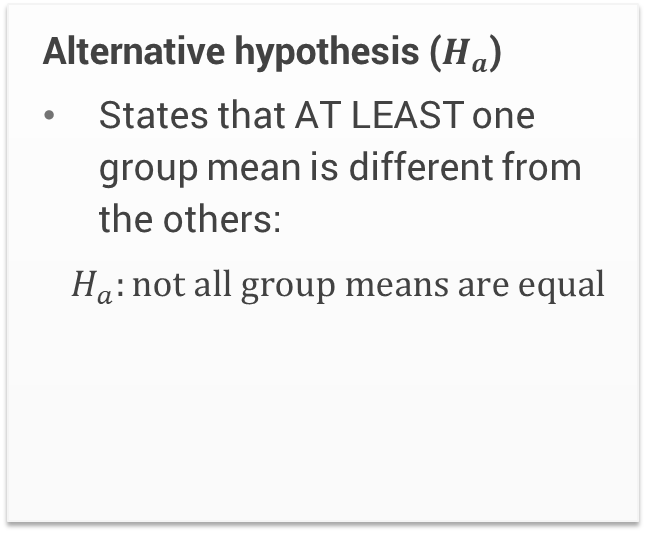 Alternative hypothesis (Hₐ)
• States that AT LEAST one
group mean is different from
the others:
Hₐ: not all group means are equal